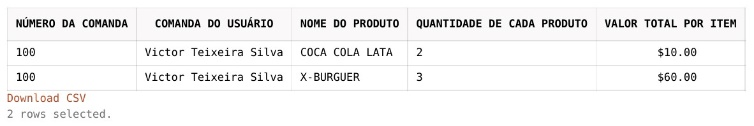 NÚMERO DA COMANDA COMANDA DO USUÁRIO NOME DO PRODUTO QUANTIDADE DE CADA PRODUTO VALOR TOTAL POR ITEM
100 Victor Teixeira Silva COCA COLA LATA 2 $10.00
100 Victor Teixeira Silva X-BURGUER 3 $60.00
Download CSV
2 rows selected.